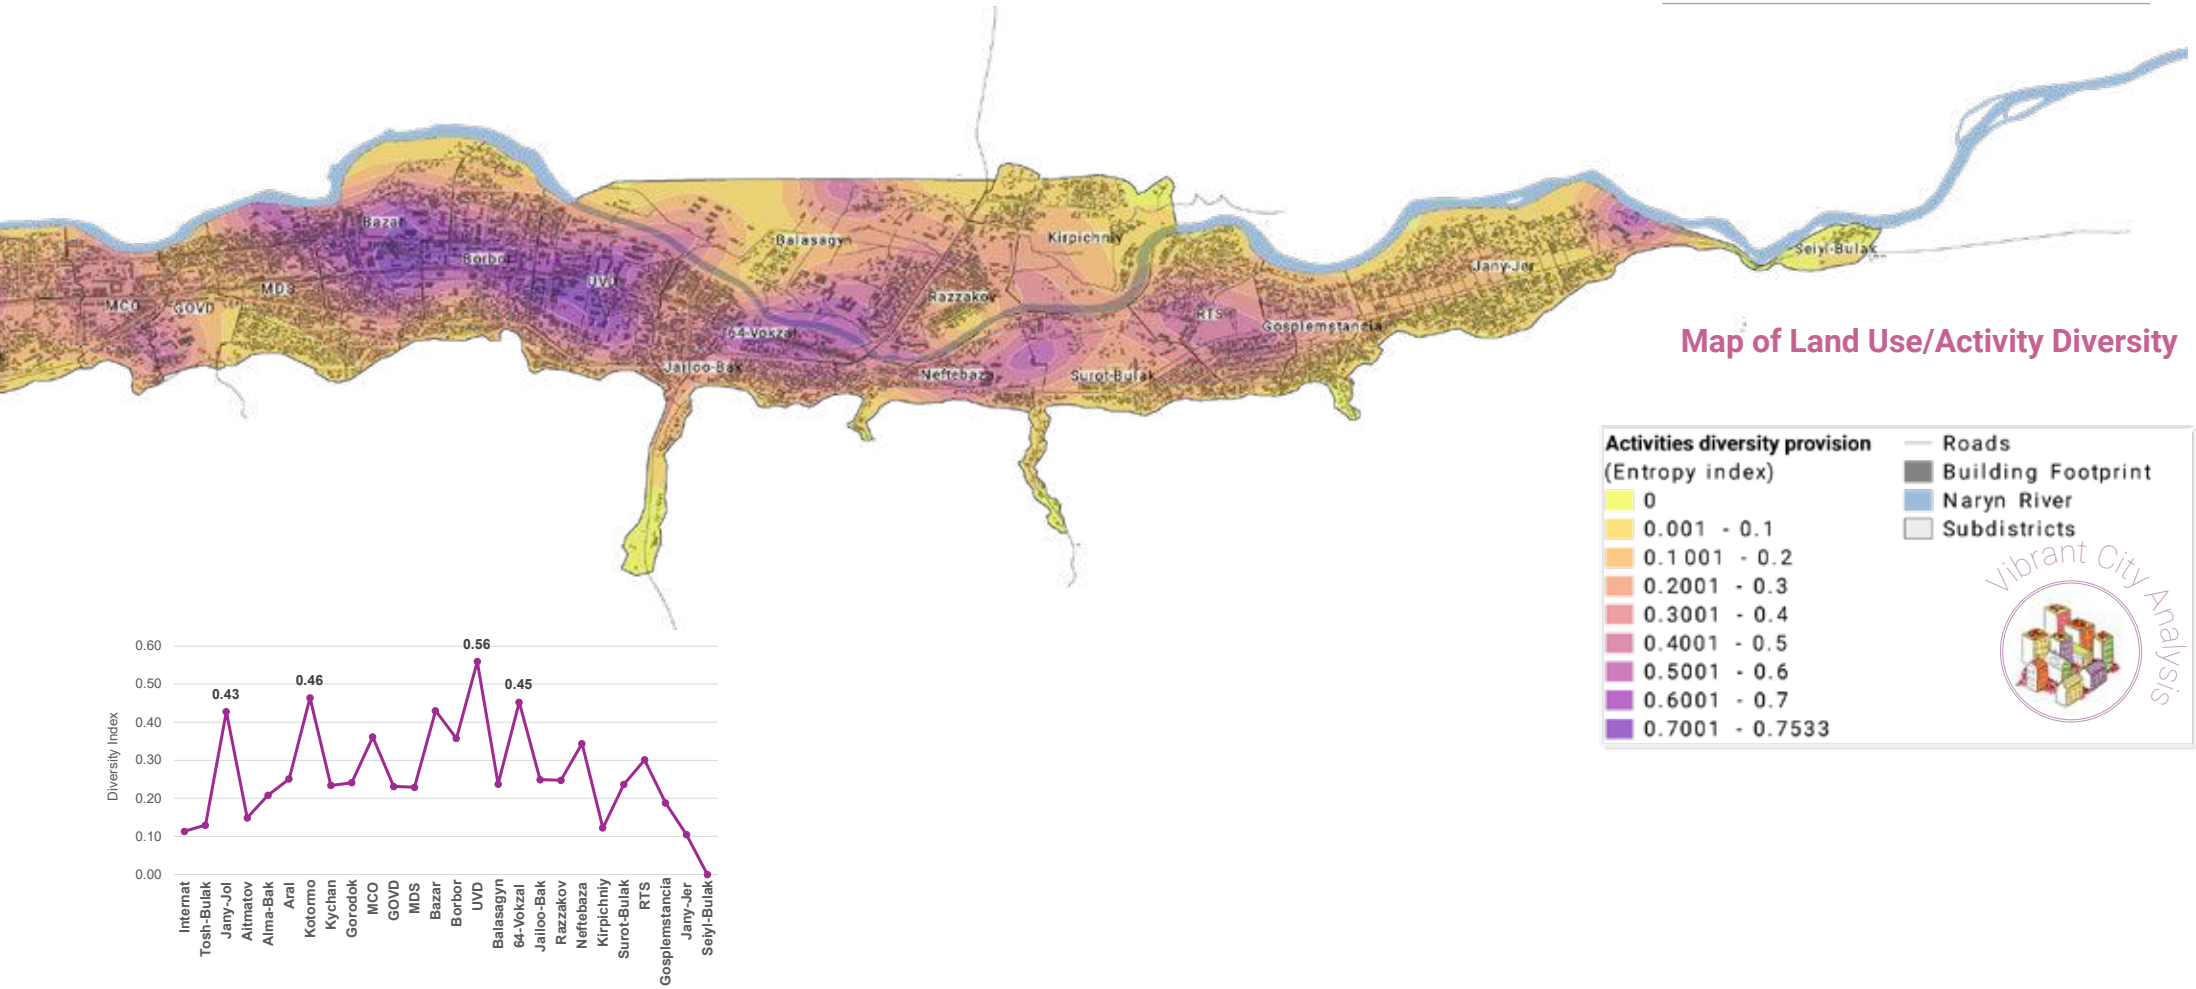 Bazar
Borbor
UVD
MCO
GOVD
MDS
Balasagyn
Kirpichniy
Razzakov
64-Vokzal
Jailoo-Bak
Neftebaza
Surot-Bulak
RTS
Gosplemstancia
Jany-Jer
Seiyl-Bulak
Map of Land Use/Activity Diversity
Activities diversity provision
(Entropy index)
0
0.001 - 0.1
0.1 001 - 0.2
0.2001 - 0.3
0.3001 - 0.4
0.4001 - 0.5
0.5001 - 0.6
0.6001 - 0.7
0.7001 - 0.7533
Roads
Building Footprint
Naryn River
Subdistricts
Vibrant City Analysis
Diversity Index
0.60
0.50
0.40
0.30
0.20
0.10
0.00
0.43
0.46
0.56
0.45
Internat
Tosh-Bulak
Jany-Jol
Aitmatov
Alma-Bak
Aral
Kotormo
Kychan
Gorodok
MCO
GOVD
MDS
Bazar
Borbor
UVD
Balasagyn
64-Vokzal
Jailoo-Bak
Razzakov
Neftebaza
Kirpichniy
Surot-Bulak
RTS
Gosplemstancia
Jany-Jer
Seiyl-Bulak